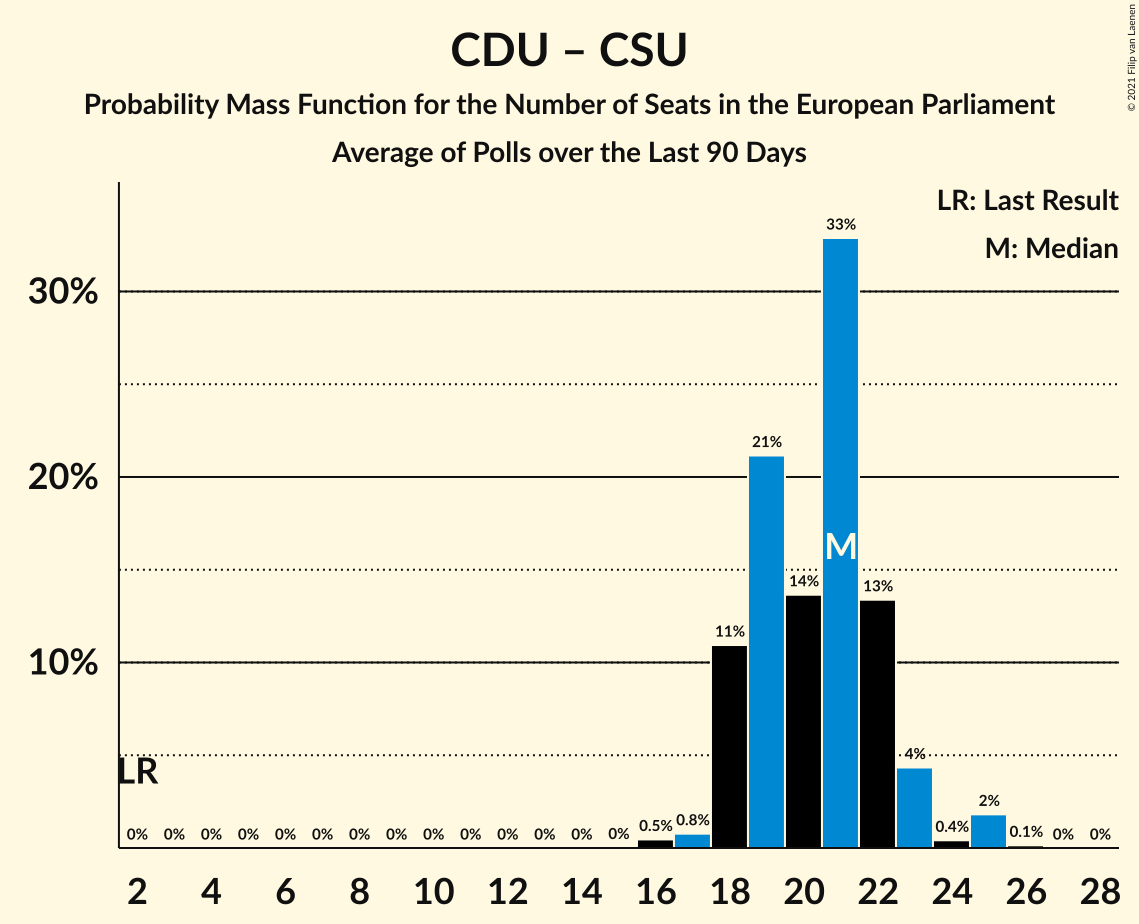 CDU – CSU
Probability Mass Function for the Number of Seats in the European Parliament
Average of Polls over the Last 90 Days
© 2021 Filip van Laenen
LR: Last Result
M: Median
33%
30%
21%
20%
M
14%
13%
11%
10%
4%
LR
2%
0% 0% 0% 0% 0% 0% 0% 0% 0% 0% 0% 0% 0% 0% 0.5% 0.8% 0.4% 0.1% 0% 0%
2 4 6 8 10 12 14 16 18 20 22 24 26 28